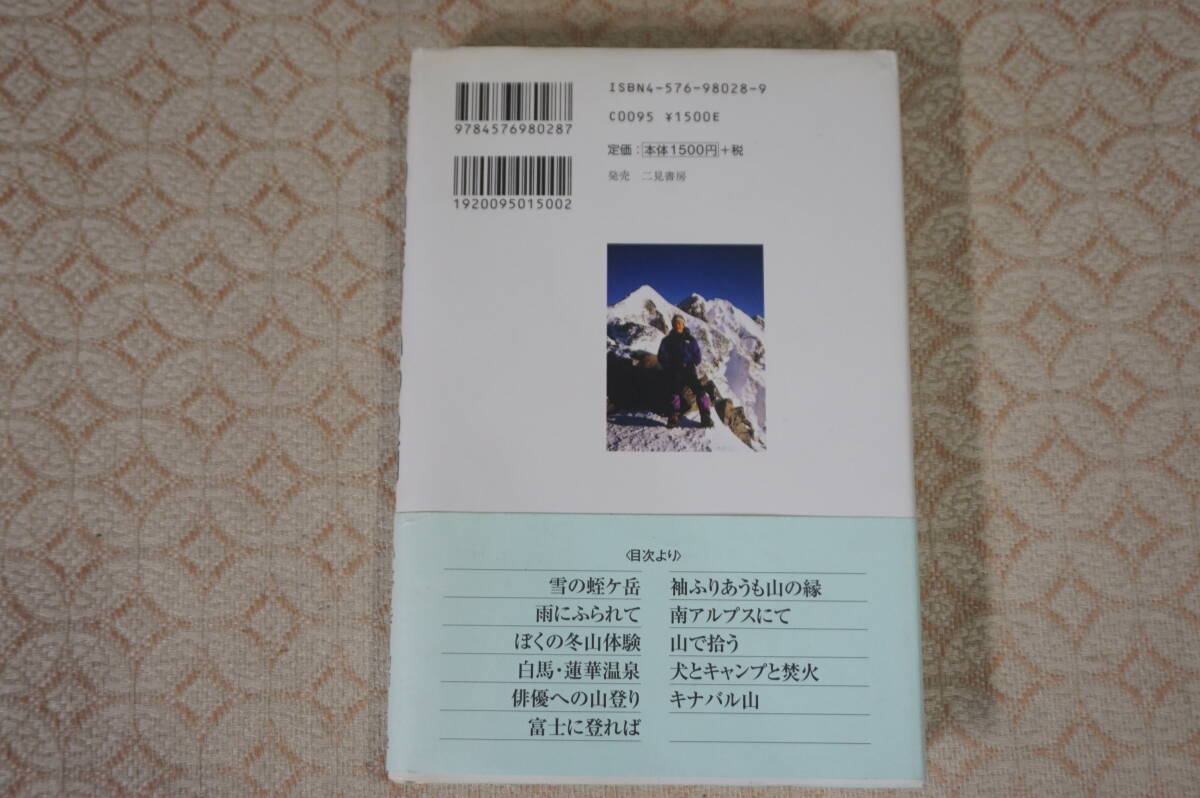 ISBN4-576-98028-9
C0095 ¥1500E
9784576980287
定価：本体1500円＋税
発売　二見書房
1920095015002
〈目次より〉
雪の蛭ケ岳
雨にふられて
ぼくの冬山体験
白馬・蓮華温泉
俳優への山登り
富士に登れば
袖ふりあうも山の縁
南アルプスにて
山で拾う
犬とキャンプと焚火
キナバル山